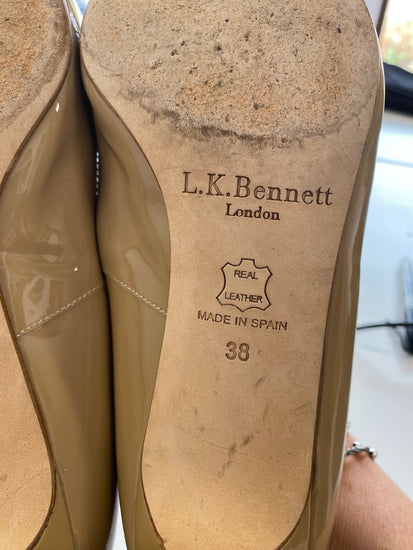 L.K.Bennett
London
REAL
LEATHER
MADE IN SPAIN
38